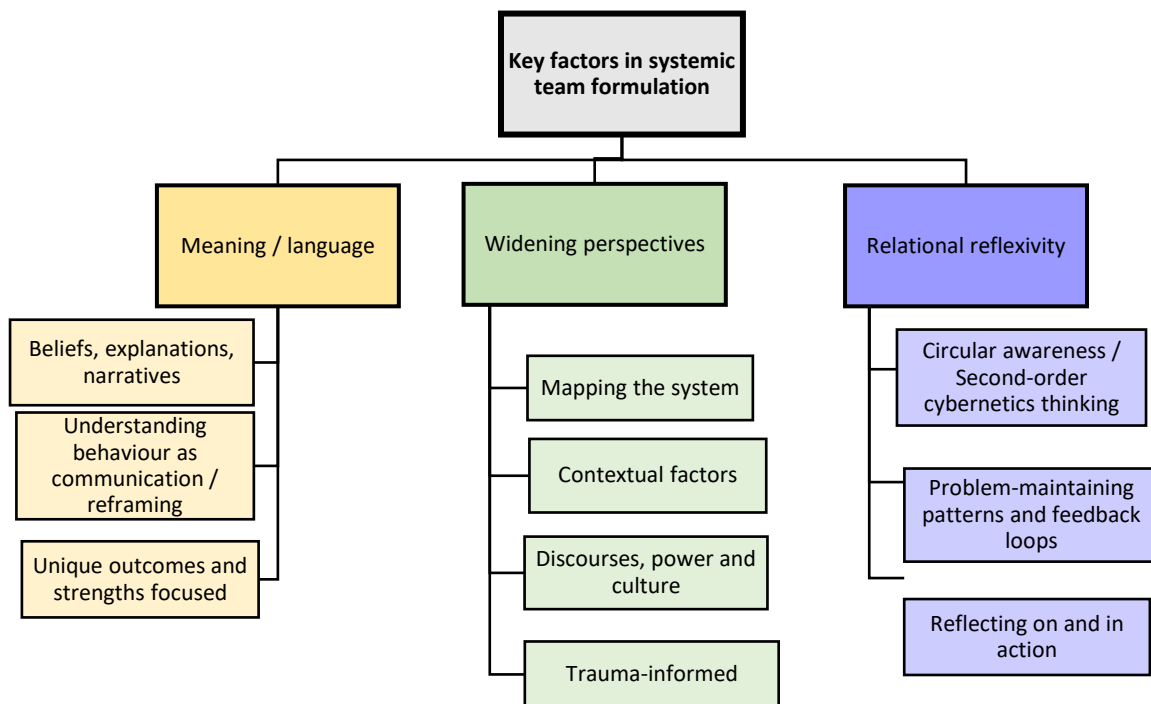 Key factors in systemic
team formulation
Meaning / language
Widening perspectives
Relational reflexivity
Beliefs, explanations,
narratives
Understanding
behaviour as
communication /
reframing
Unique outcomes and
strengths focused
Mapping the system
Contextual factors
Discourses, power and
culture
Trauma-informed
Circular awareness /
Second-order
cybernetics thinking
Problem-maintaining
patterns and feedback
loops
Reflecting on and in
action